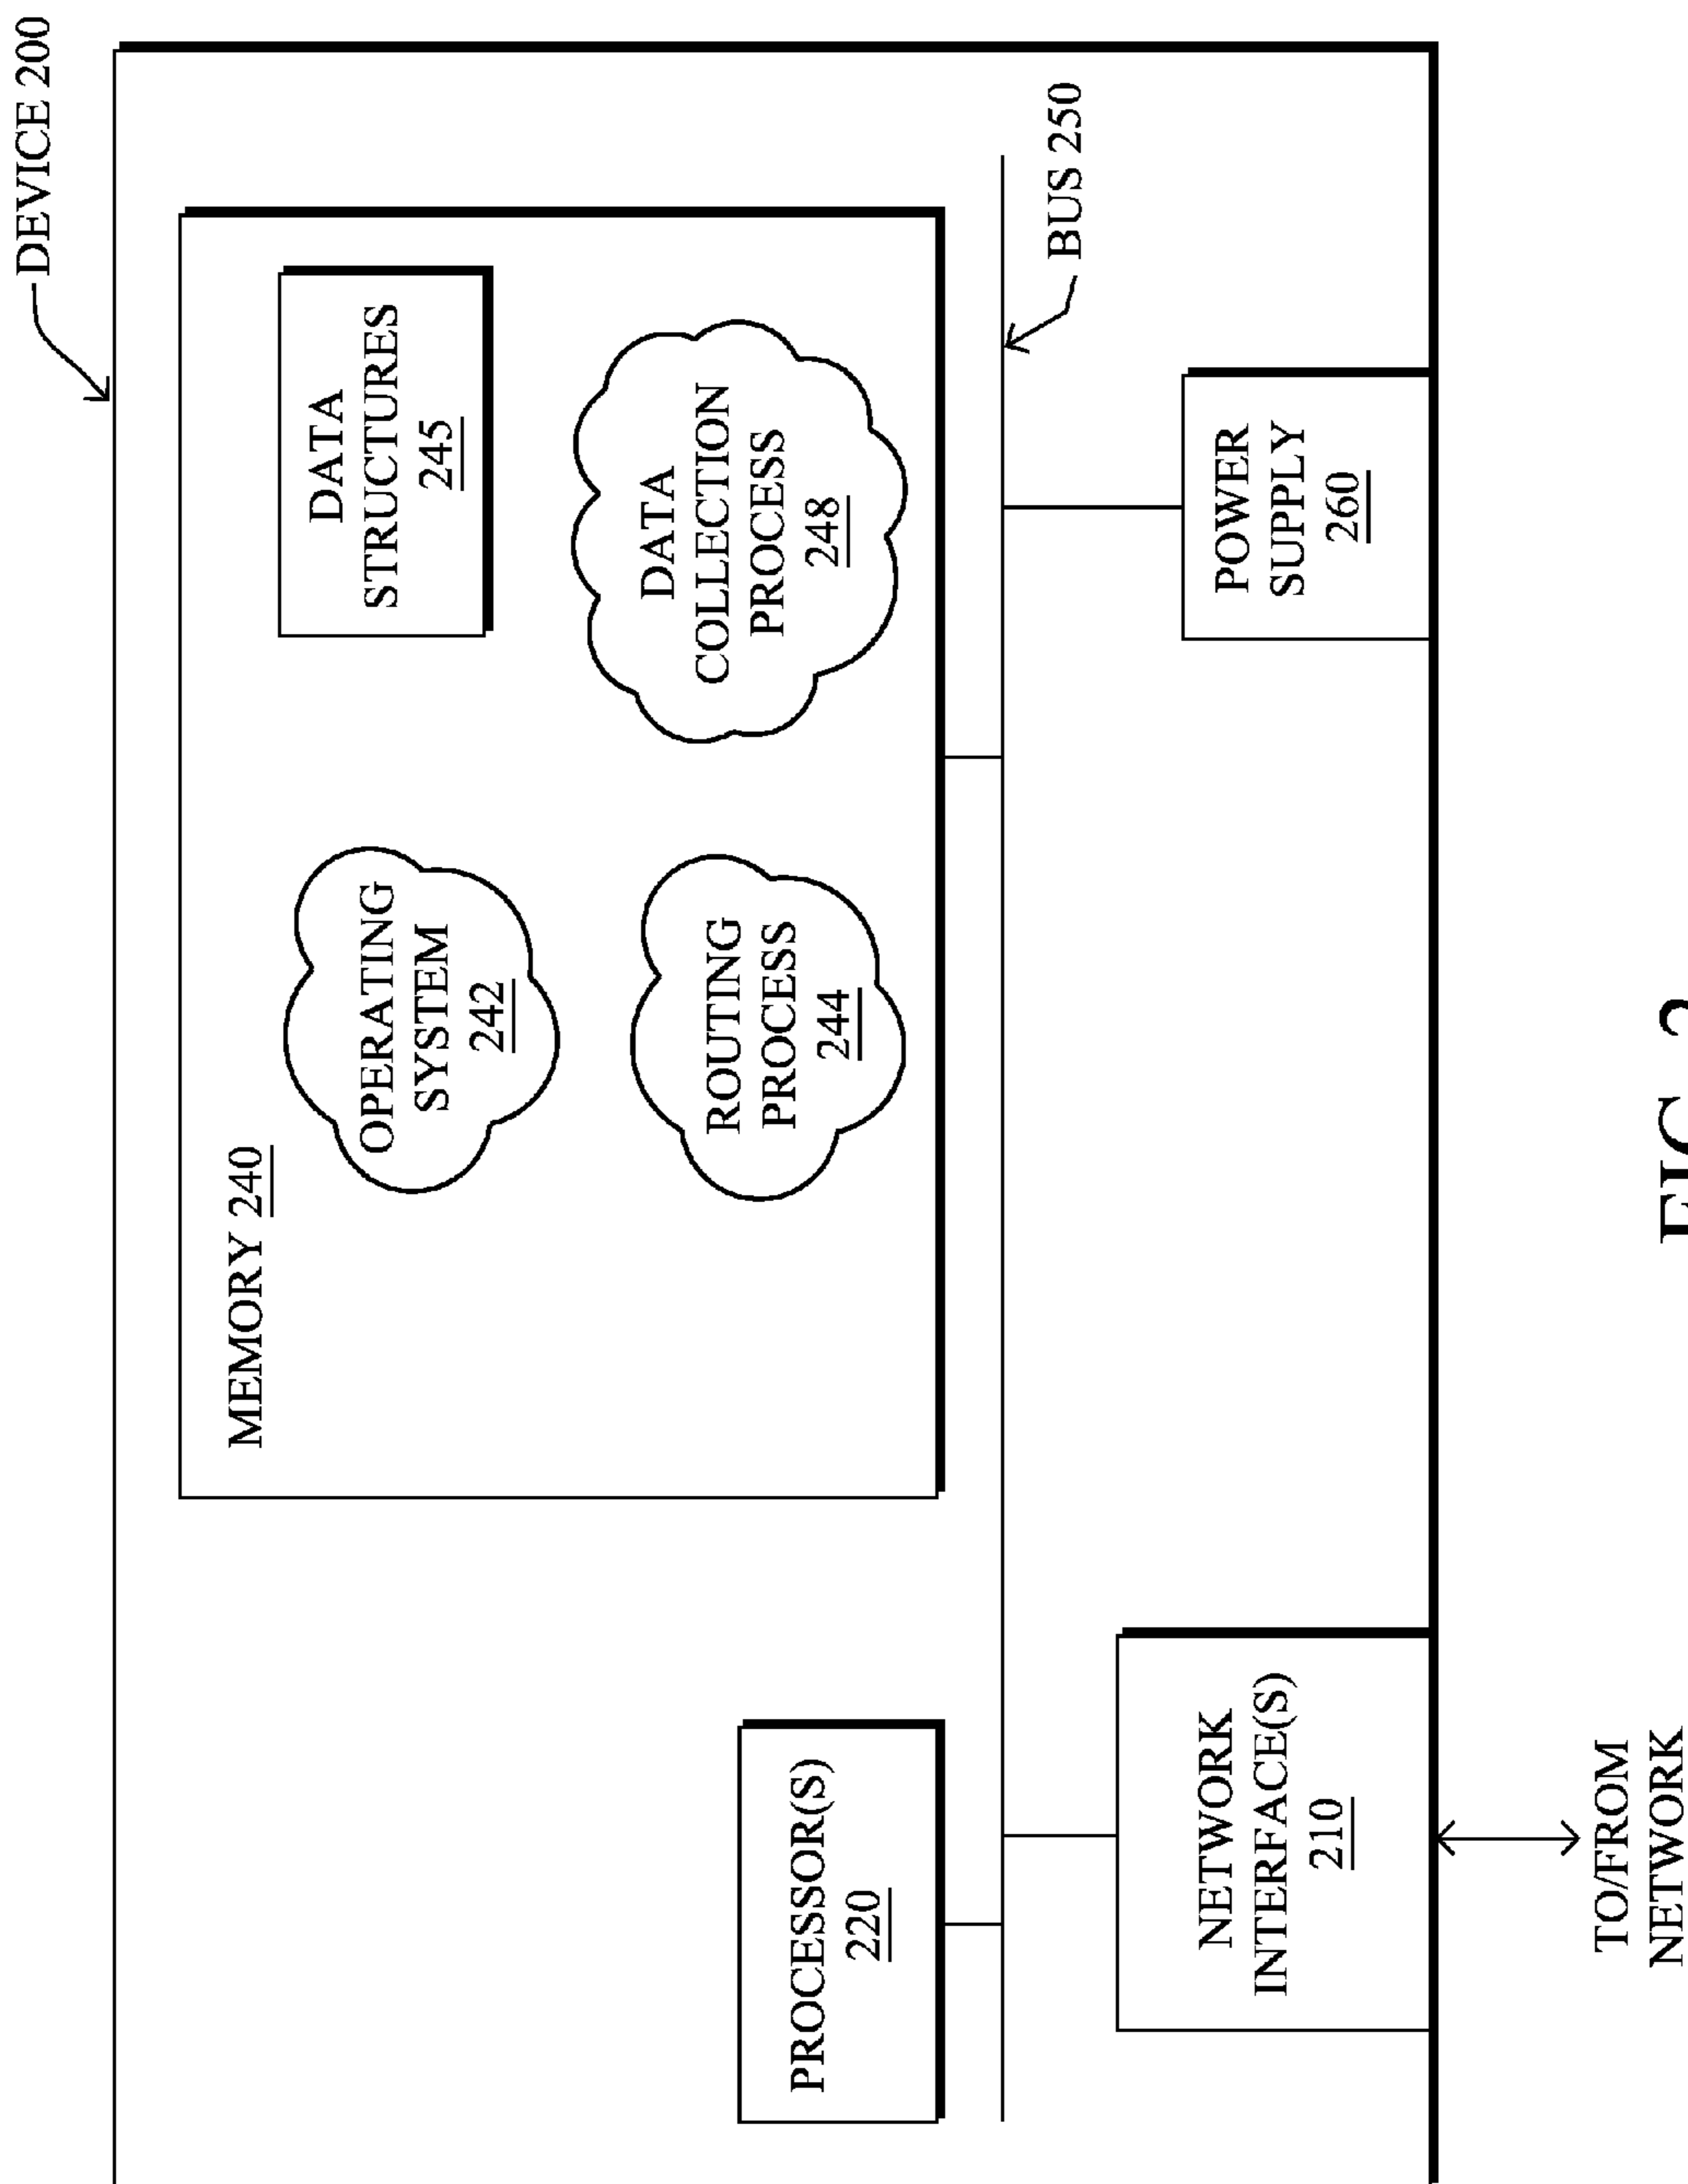 DEVICE 200
MEMORY 240
OPERATING
SYSTEM
242
DATA
STRUCTURES
245
ROUTING
PROCESS
244
DATA
COLLECTION
PROCESS
248
PROCESSOR(S)
220
BUS 250
NETWORK
INTERFACE(S)
210
POWER
SUPPLY
260
TO/FROM
NETWORK